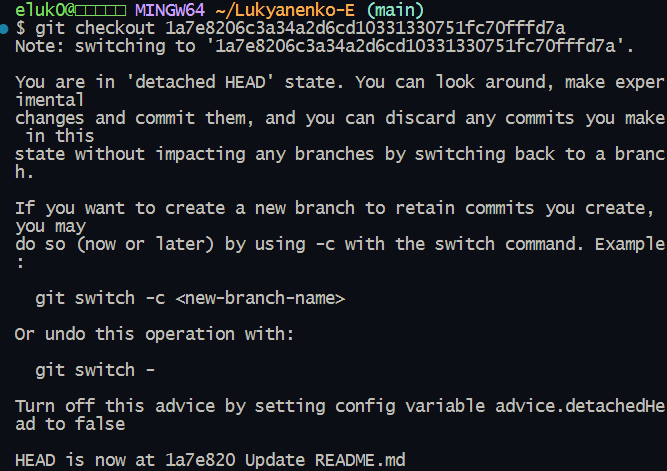 elukO@□□□□□ MINGW64 ~/Lukyanenko-E (main)
$ git checkout 1a7e8206c3a34a2d6cd10331330751fc70fffd7a
Note: switching to '1a7e8206c3a34a2d6cd10331330751fc70fffd7a'.
You are in 'detached HEAD' state. You can look around, make exper
imental
changes and commit them, and you can discard any commits you make
 in this
state without impacting any branches by switching back to a branc
h.
If you want to create a new branch to retain commits you create,
you may
do so (now or later) by using -c with the switch command. Example
:
  git switch -c <new-branch-name>
Or undo this operation with:
  git switch -
Turn off this advice by setting config variable advice.detachedHe
ad to false
HEAD is now at 1a7e820 Update README.md